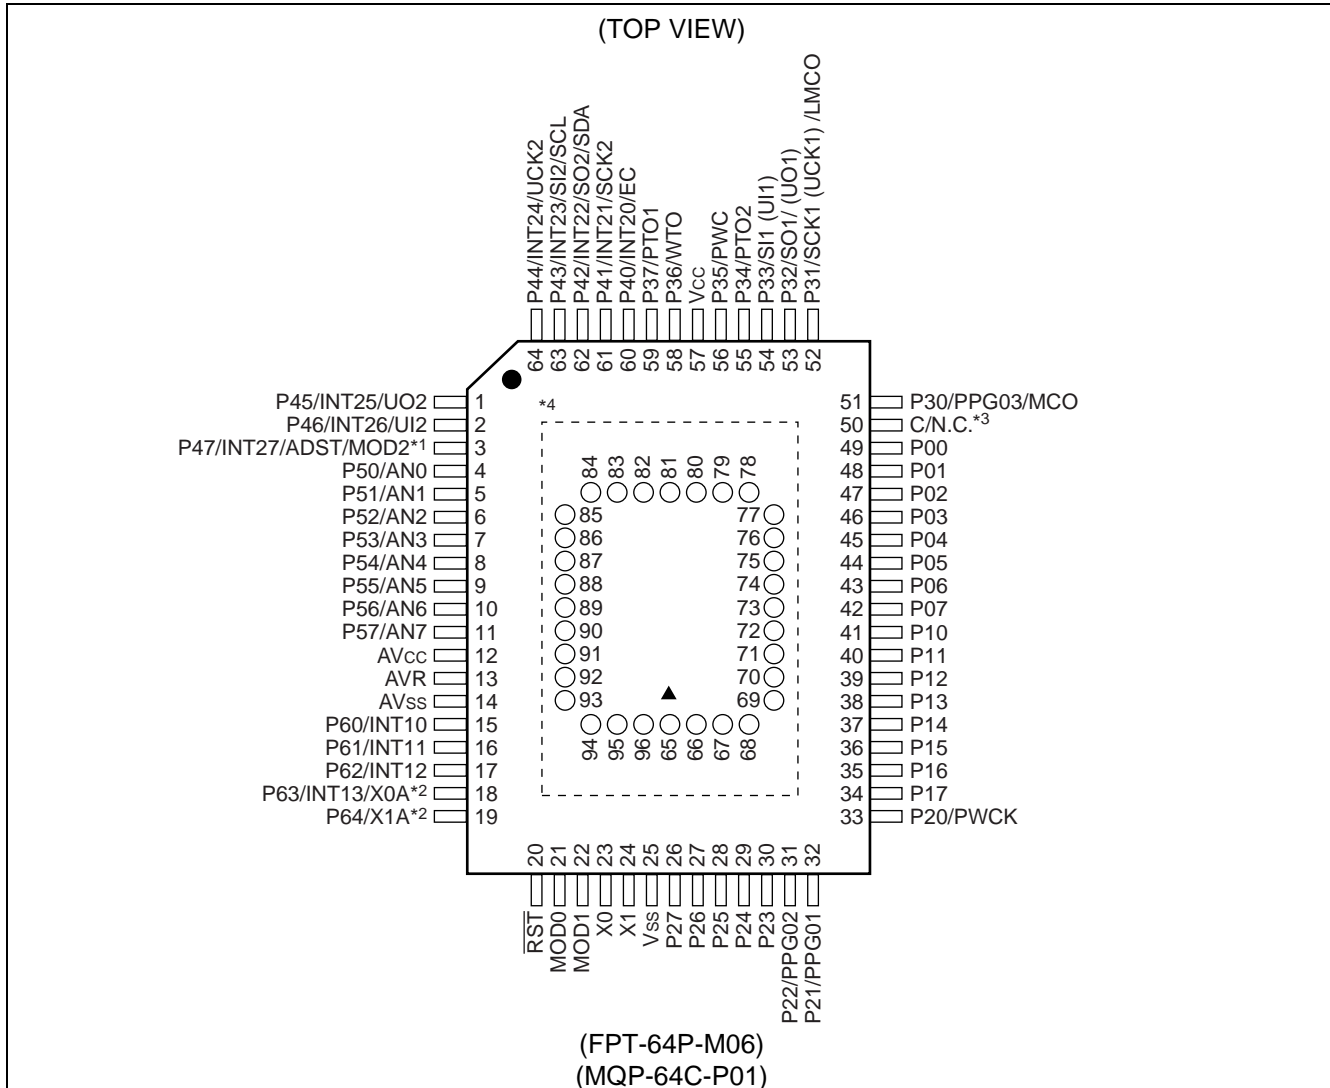 (TOP VIEW)
P44/INT24/UCK2
P43/INT23/SI2/SCL
P42/INT22/SO2/SDA
P41/INT21/SCK2
P40/INT20/EC
P37/PTO1
P36/WTO
Vcc
P35/PWC
P34/PTO2
P33/SI1 (UI1)
P32/SO1/ (UO1)
P31/SCK1 (UCK1) /LMCO
64
63
62
61
60
59
58
57
56
55
54
53
52
P45/INT25/UO2 1
P46/INT26/UI2 2
P47/INT27/ADST/MOD2*1 3
P50/AN0 4
P51/AN1 5
P52/AN2 6
P53/AN3 7
P54/AN4 8
P55/AN5 9
P56/AN6 10
P57/AN7 11
AVcc 12
AVR 13
AVss 14
P60/INT10 15
P61/INT11 16
P62/INT12 17
P63/INT13/X0A*2 18
P64/X1A*2 19
*4
84
83
82
81
80
79
78
85
86
87
88
89
90
91
92
93
77
76
75
74
73
72
71
70
69
94
95
96
65
66
67
68
51 P30/PPG03/MCO
50 C/N.C.*3
49 P00
48 P01
47 P02
46 P03
45 P04
44 P05
43 P06
42 P07
41 P10
40 P11
39 P12
38 P13
37 P14
36 P15
35 P16
34 P17
33 P20/PWCK
20
21
22
23
24
25
26
27
28
29
30
31
32
RST
MOD0
MOD1
X0
X1
Vss
P27
P26
P25
P24
P23
P22/PPG02
P21/PPG01
(FPT-64P-M06)
(MQP-64C-P01)